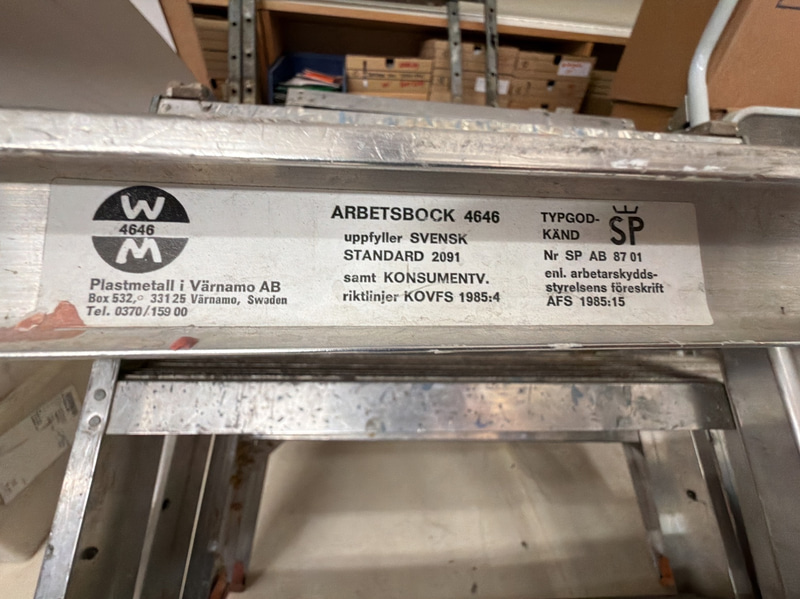 W
4646
M
Plastmetall i Värnamo AB
Box 532, 331 25 Värnamo, Sweden
Tel. 0370/159 00
ARBETSBOCK 4646
uppfyller SVENSK
STANDARD 2091
samt KONSUMENTV.
riktlinjer KOVFS 1985:4
TYPGOD-
KÄND
SP
Nr SP AB 87 01
enl. arbetarskydds-
styrelsens föreskrift
AFS 1985:15